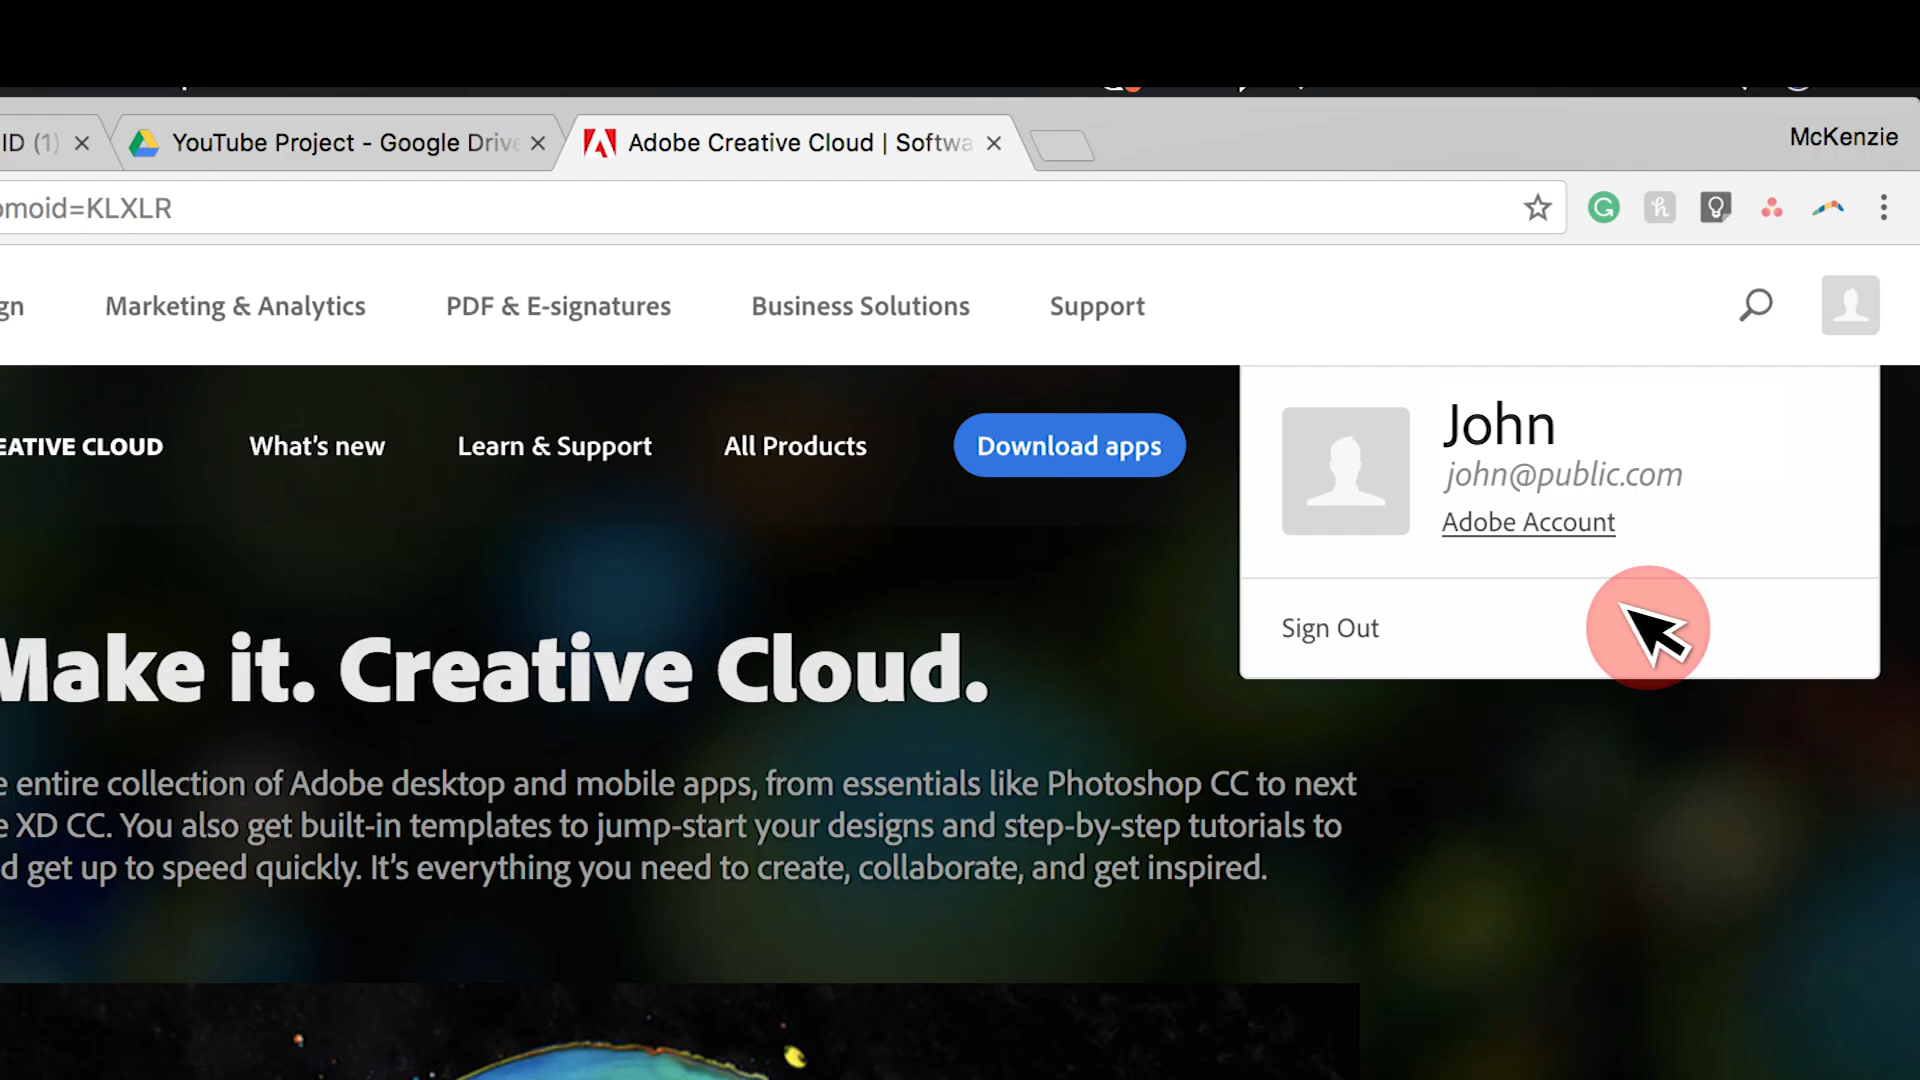 ID (1)
YouTube Project - Google Drive
Adobe Creative Cloud | Softwa
McKenzie
omoid=KLXLR
gn
Marketing & Analytics
PDF & E-signatures
Business Solutions
Support
EATIVE CLOUD
What's new
Learn & Support
All Products
Download apps
John
john@public.com
Adobe Account
Sign Out
Make it. Creative Cloud.
e entire collection of Adobe desktop and mobile apps, from essentials like Photoshop CC to next
e XD CC. You also get built-in templates to jump-start your designs and step-by-step tutorials to
d get up to speed quickly. It's everything you need to create, collaborate, and get inspired.